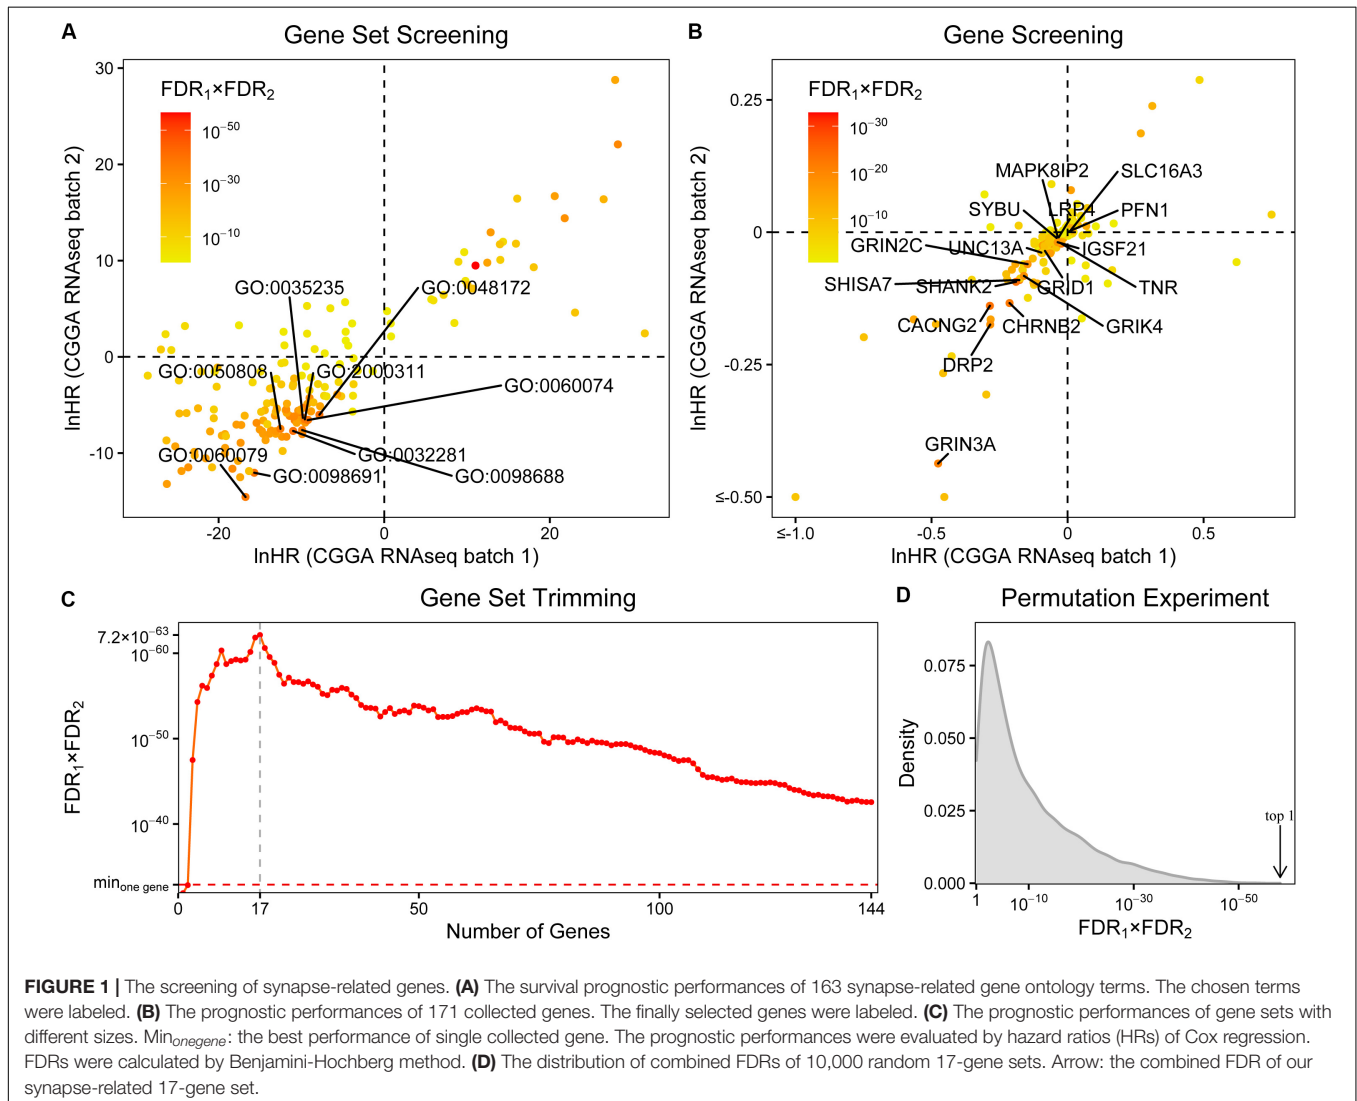 A
Gene Set Screening
FDR₁×FDR₂
10⁻⁵⁰
10⁻³⁰
10⁻¹⁰
30
20
10
0
-10
lnHR (CGGA RNAseq batch 2)
GO:0035235
GO:0048172
GO:0050808
GO:2000311
GO:0060074
GO:0060079
GO:0032281
GO:0098691
GO:0098688
-20
0
20
lnHR (CGGA RNAseq batch 1)
B
Gene Screening
FDR₁×FDR₂
10⁻³⁰
10⁻²⁰
10⁻¹⁰
0.25
0
-0.25
≤-0.50
lnHR (CGGA RNAseq batch 2)
MAPK8IP2
SLC16A3
SYBU
LRP4
PFN1
GRIN2C
UNC13A
IGSF21
SHISA7
SHANK2
GRID1
TNR
CACNG2
CHRNB2
GRIK4
DRP2
GRIN3A
≤-1.0
-0.5
0
0.5
lnHR (CGGA RNAseq batch 1)
C
Gene Set Trimming
7.2×10⁻⁶³
10⁻⁶⁰
10⁻⁵⁰
10⁻⁴⁰
min one gene
FDR₁×FDR₂
0
17
50
100
144
Number of Genes
D
Permutation Experiment
0.075
0.050
0.025
0.000
Density
top 1
1
10⁻¹⁰
10⁻³⁰
10⁻⁵⁰
FDR₁×FDR₂
FIGURE 1 | The screening of synapse-related genes. (A) The survival prognostic performances of 163 synapse-related gene ontology terms. The chosen terms
were labeled. (B) The prognostic performances of 171 collected genes. The finally selected genes were labeled. (C) The prognostic performances of gene sets with
different sizes. Minonegene: the best performance of single collected gene. The prognostic performances were evaluated by hazard ratios (HRs) of Cox regression.
FDRs were calculated by Benjamini-Hochberg method. (D) The distribution of combined FDRs of 10,000 random 17-gene sets. Arrow: the combined FDR of our
synapse-related 17-gene set.